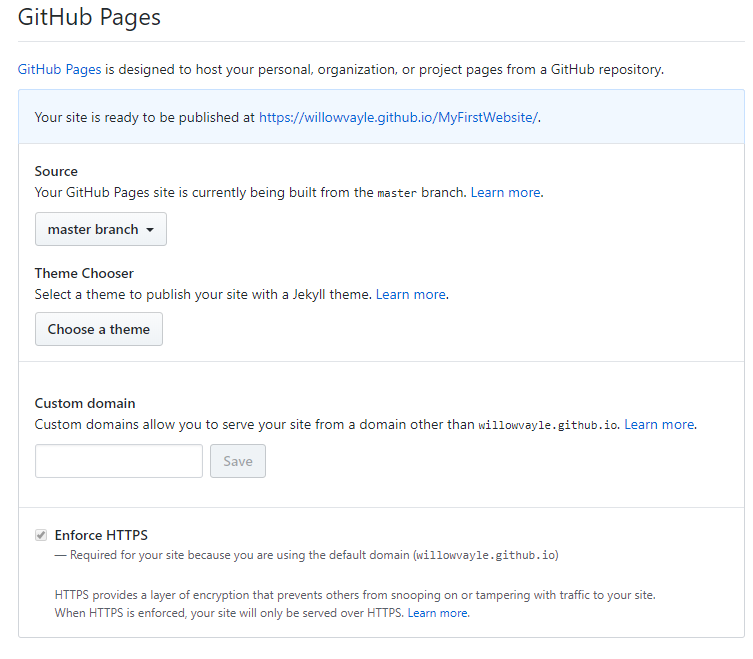 GitHub Pages
GitHub Pages is designed to host your personal, organization, or project pages from a GitHub repository.
Your site is ready to be published at https://willowvayle.github.io/MyFirstWebsite/.
Source
Your GitHub Pages site is currently being built from the master branch. Learn more.
master branch
Theme Chooser
Select a theme to publish your site with a Jekyll theme. Learn more.
Choose a theme
Custom domain
Custom domains allow you to serve your site from a domain other than willowvayle.github.io. Learn more.
Save
Enforce HTTPS
— Required for your site because you are using the default domain (willowvayle.github.io)
HTTPS provides a layer of encryption that prevents others from snooping on or tampering with traffic to your site.
When HTTPS is enforced, your site will only be served over HTTPS. Learn more.